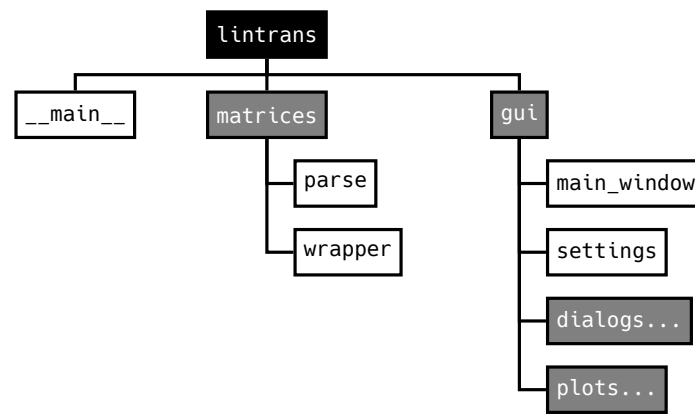 lintrans
__main__
matrices
gui
parse
main_window
wrapper
settings
dialogs...
plots...